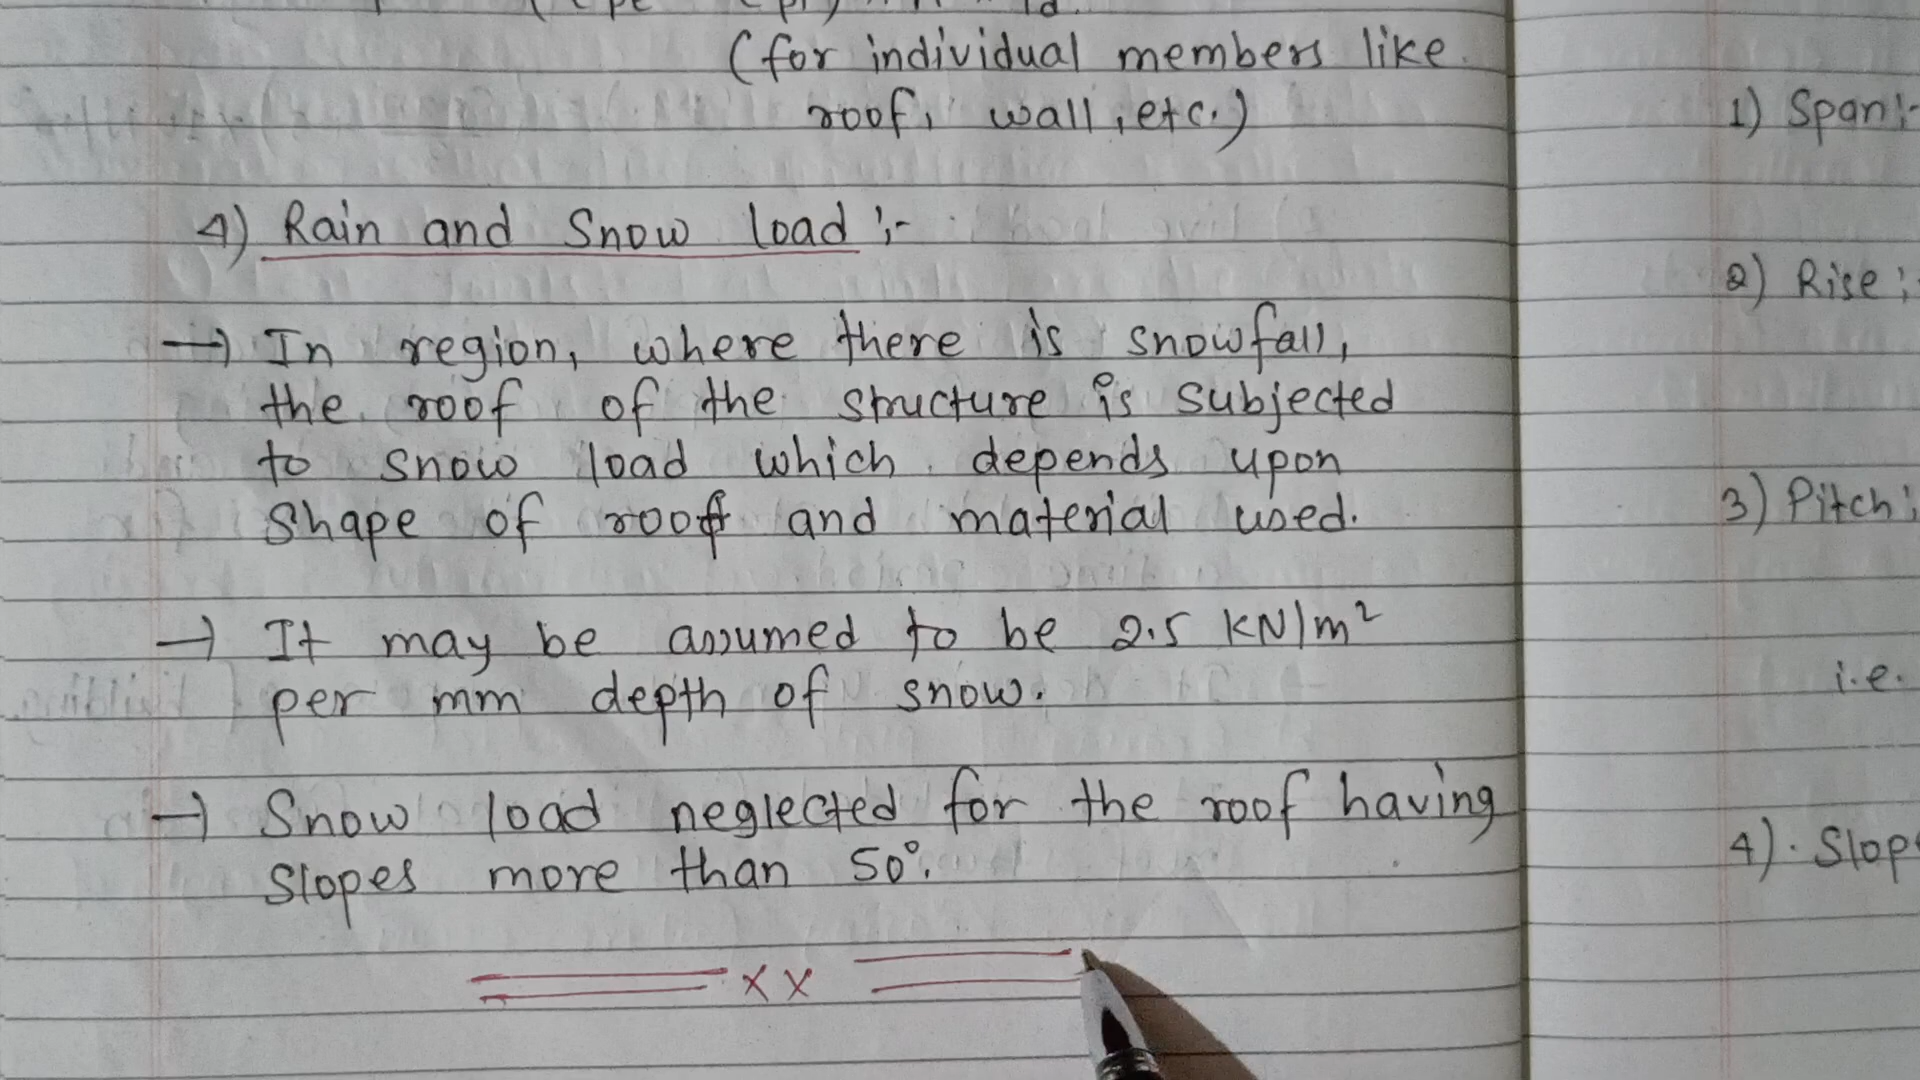 (for individual members like
roof, wall, etc.)
4) Rain and Snow load :-
→ In region, where there is snowfall,
the roof of the structure is subjected
to snow load which depends upon
Shape of roof and material used.
→ It may be assumed to be 2.5 KN/m²
per mm depth of snow.
→ Snow load neglected for the roof having
slopes more than 50°.
xx
1) Span:-
2) Rise :-
3) Pitch :
i.e.
4). Slop